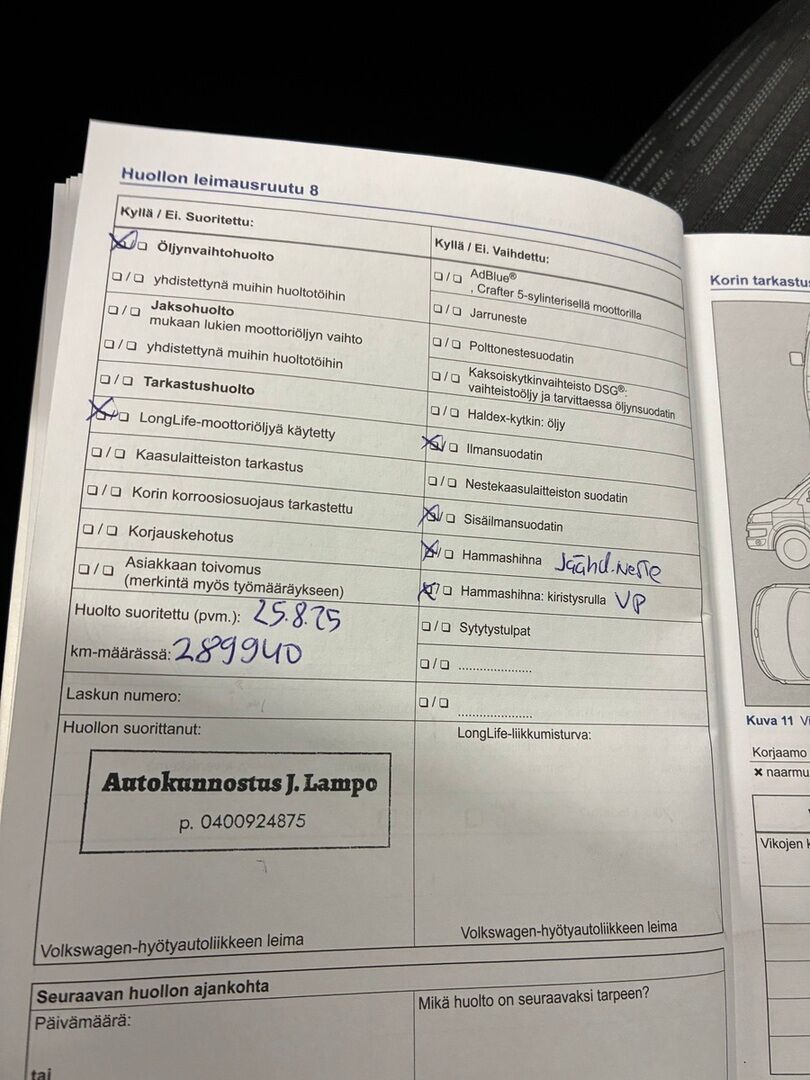 Huollon leimausruutu 8
Kyllä / Ei. Suoritettu:
Öljynvaihtohuolto
yhdistettynä muihin huoltotöihin
Jaksohuolto
mukaan lukien moottoriöljyn vaihto
yhdistettynä muihin huoltotöihin
Tarkastushuolto
LongLife-moottoriöljyä käytetty
Kaasulaitteiston tarkastus
Korin korroosiosuojaus tarkastettu
Korjauskehotus
Asiakkaan toivomus
(merkintä myös työmääräykseen)
Huolto suoritettu (pvm.): 25.8.25
km-määrässä: 289940
Laskun numero:
Huollon suorittanut:
Autokunnostus J. Lampo
p. 0400924875
Volkswagen-hyötyautoliikkeen leima
Kyllä / Ei. Vaihdettu:
AdBlue®
, Crafter 5-sylinterisellä moottorilla
Jarruneste
Polttonestesuodatin
Kaksoiskytkinvaihteisto DSG®:
vaihteistoöljy ja tarvittaessa öljynsuodatin
Haldex-kytkin: öljy
Ilmansuodatin
Nestekaasulaitteiston suodatin
Sisäilmansuodatin
Hammashihna Jäähd.neste
Hammashihna: kiristysrulla VP
Sytytystulpat
LongLife-liikkumisturva:
Volkswagen-hyötyautoliikkeen leima
Seuraavan huollon ajankohta
Päivämäärä:
tai
Mikä huolto on seuraavaksi tarpeen?
Korin tarkastus
Kuva 11
Korjaamo
x naarmu
Vikojen